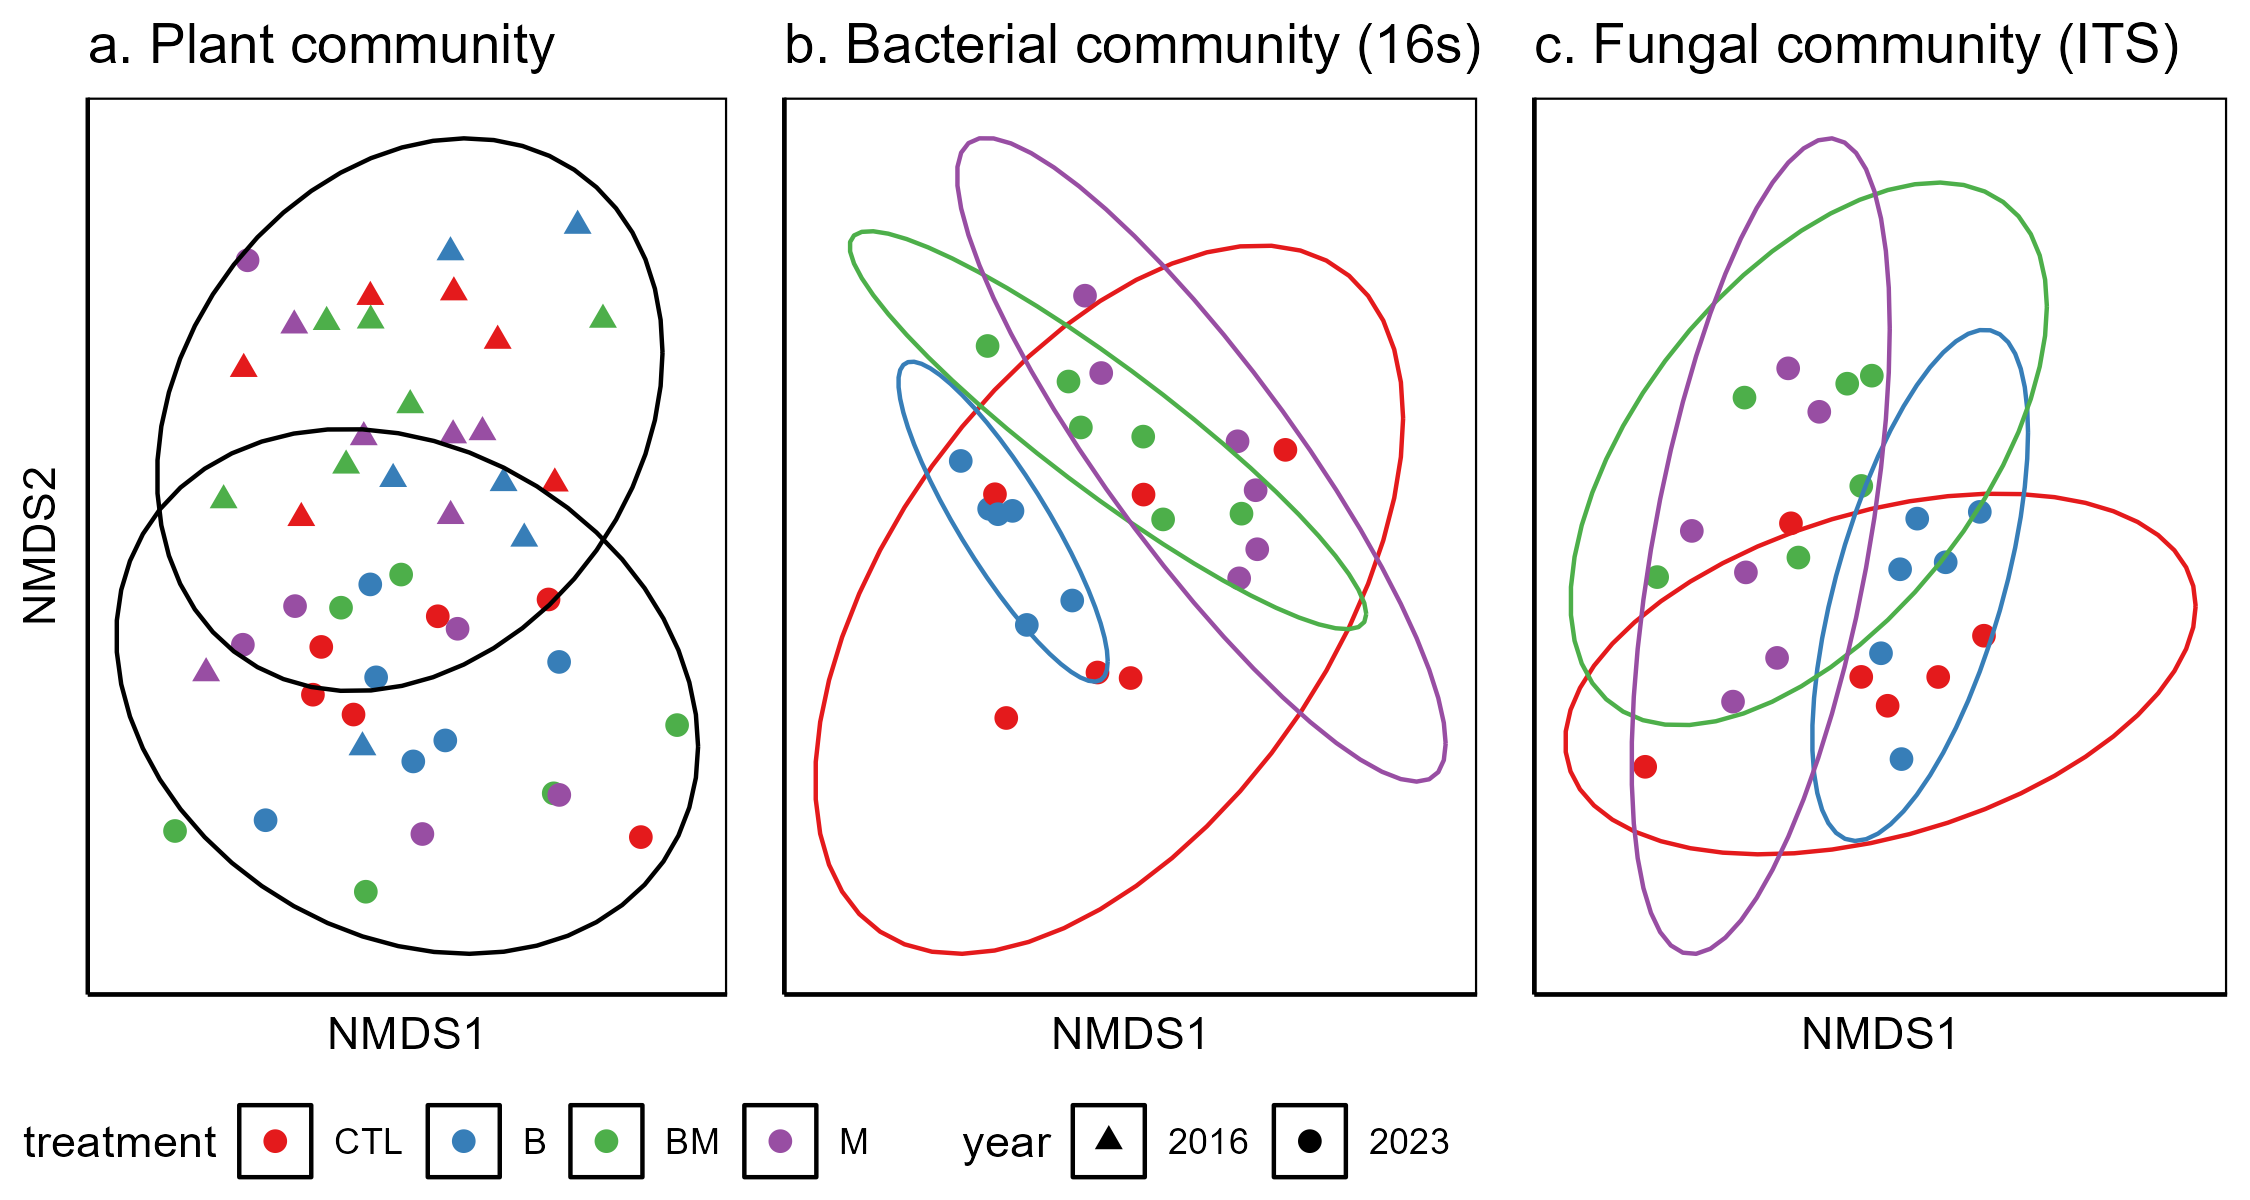 a. Plant community
b. Bacterial community (16s)
c. Fungal community (ITS)
NMDS2
NMDS1
NMDS1
NMDS1
treatment CTL B BM M year 2016 2023